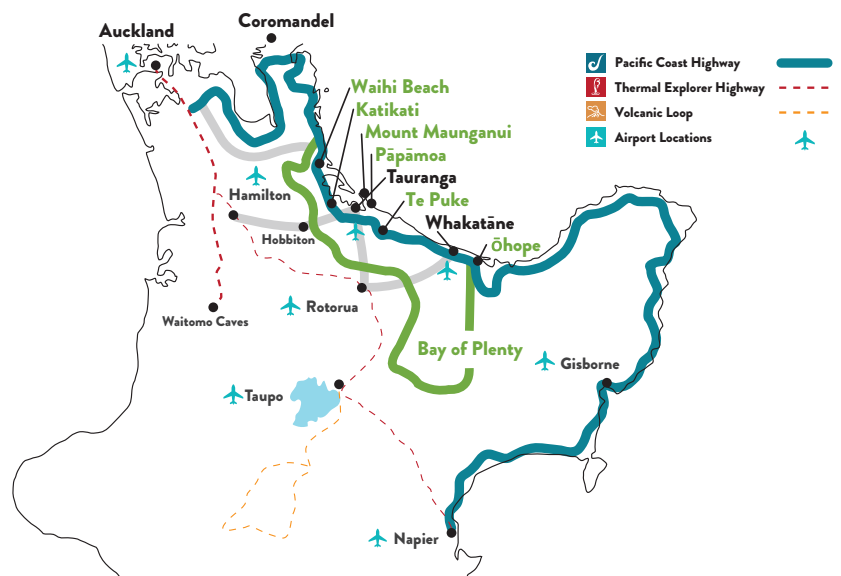 Coromandel
Auckland
Pacific Coast Highway
Thermal Explorer Highway
Volcanic Loop
Airport Locations
Waihi Beach
Katikati
Mount Maunganui
Pāpāmoa
Tauranga
Te Puke
Hamilton
Whakatāne
Hobbiton
Ōhope
Rotorua
Waitomo Caves
Bay of Plenty
Gisborne
Taupo
Napier